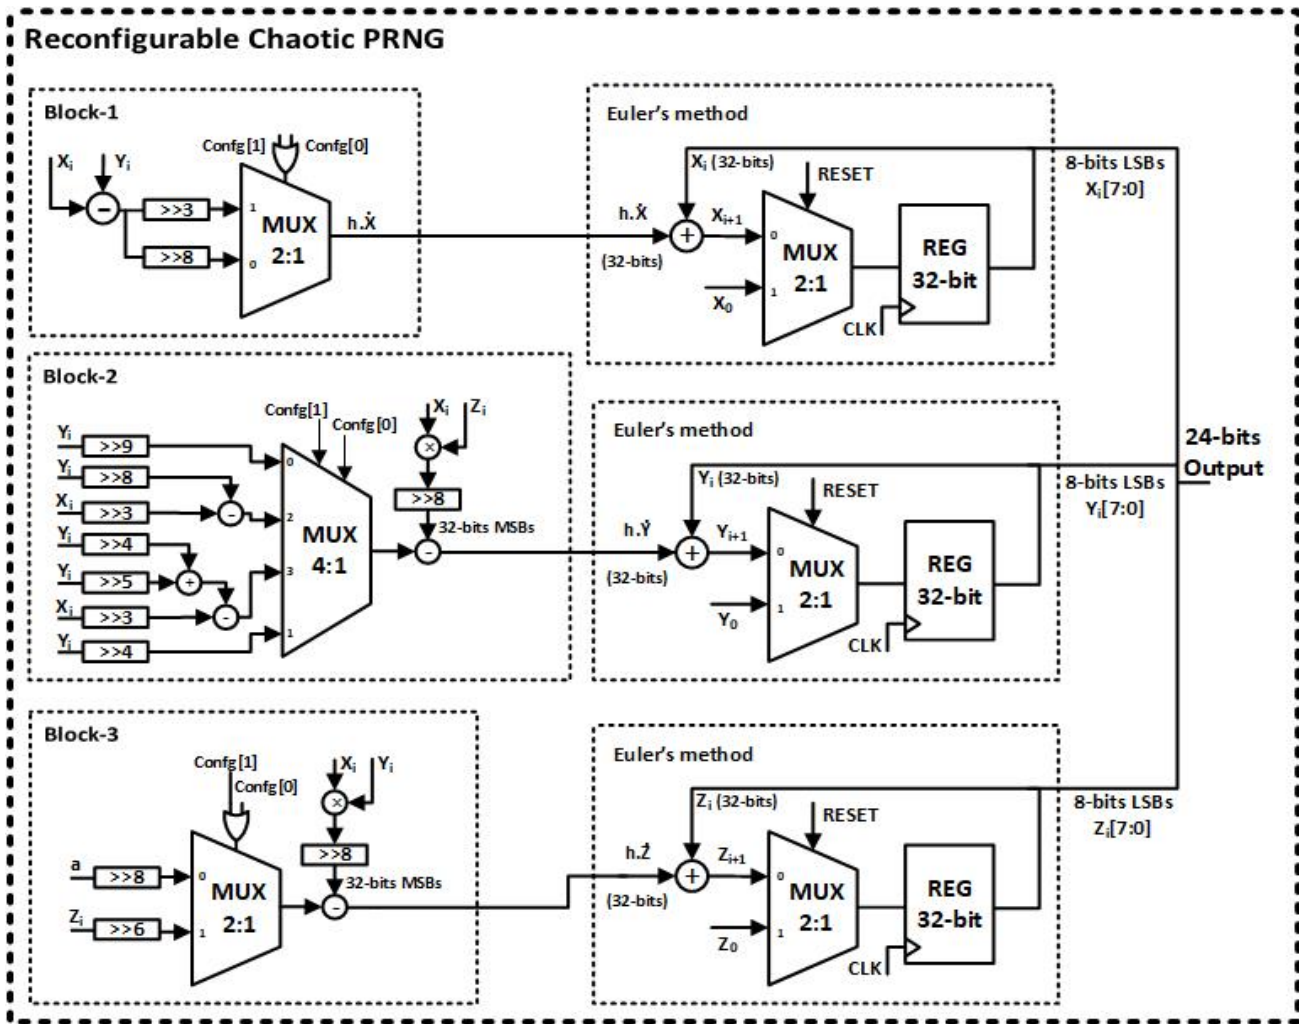 Reconfigurable Chaotic PRNG
Block-1
Confg[1] Confg[0]
Xᵢ Yᵢ
−
>>3
>>8
1
0
MUX
2:1
h.Ẋ
Euler's method
Xᵢ (32-bits)
RESET
h.Ẋ
(32-bits)
+
Xᵢ₊₁
X₀
0
1
MUX
2:1
REG
32-bit
CLK
8-bits LSBs
Xᵢ[7:0]
Block-2
Confg[1]
Confg[0]
Xᵢ Zᵢ
×
>>8
32-bits MSBs
Yᵢ >>9
Yᵢ >>8
Xᵢ >>3
-
Yᵢ >>4
Yᵢ >>5
+
Xᵢ >>3
-
Yᵢ >>4
0
2
3
1
MUX
4:1
-
Euler's method
Yᵢ (32-bits)
RESET
h.Ẏ
(32-bits)
+
Yᵢ₊₁
Y₀
0
1
MUX
2:1
REG
32-bit
CLK
8-bits LSBs
Yᵢ[7:0]
24-bits
Output
Block-3
Confg[1]
Confg[0]
Xᵢ Yᵢ
×
>>8
32-bits MSBs
a >>8
Zᵢ >>6
0
1
MUX
2:1
-
Euler's method
Zᵢ (32-bits)
RESET
h.Ż
(32-bits)
+
Zᵢ₊₁
Z₀
0
1
MUX
2:1
REG
32-bit
CLK
8-bits LSBs
Zᵢ[7:0]